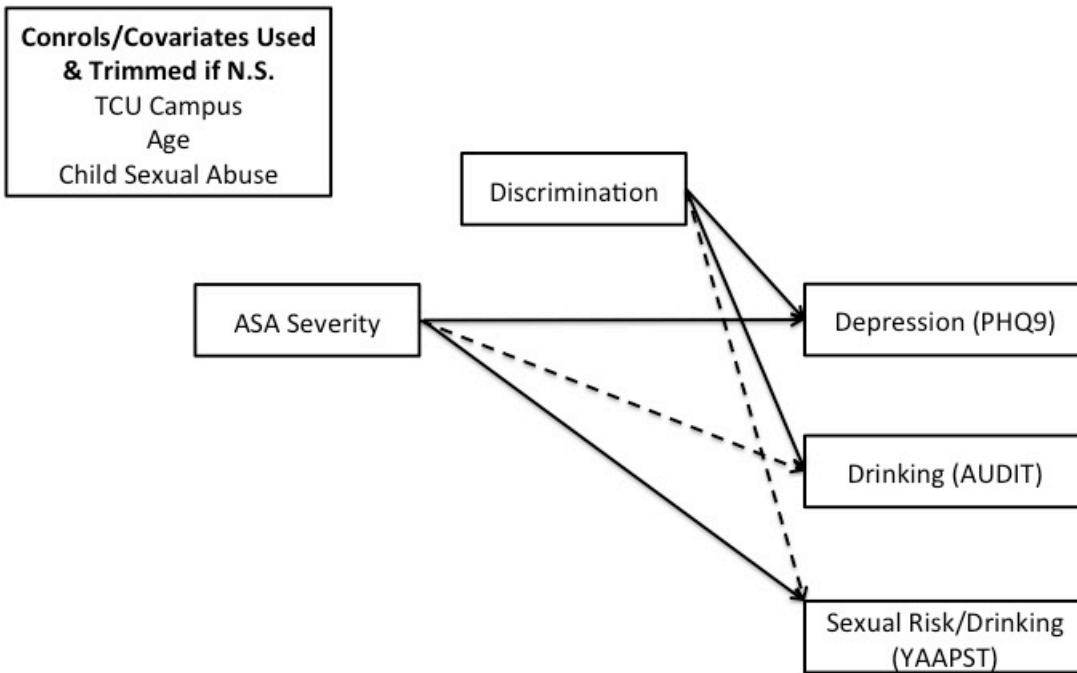 Conrols/Covariates Used
& Trimmed if N.S.
TCU Campus
Age
Child Sexual Abuse
Discrimination
ASA Severity
Depression (PHQ9)
Drinking (AUDIT)
Sexual Risk/Drinking
(YAAPST)